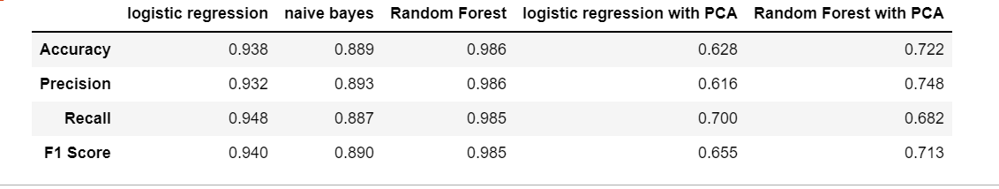 logistic regression naive bayes Random Forest logistic regression with PCA Random Forest with PCA
Accuracy 0.938 0.889 0.986 0.628 0.722
Precision 0.932 0.893 0.986 0.616 0.748
Recall 0.948 0.887 0.985 0.700 0.682
F1 Score 0.940 0.890 0.985 0.655 0.713